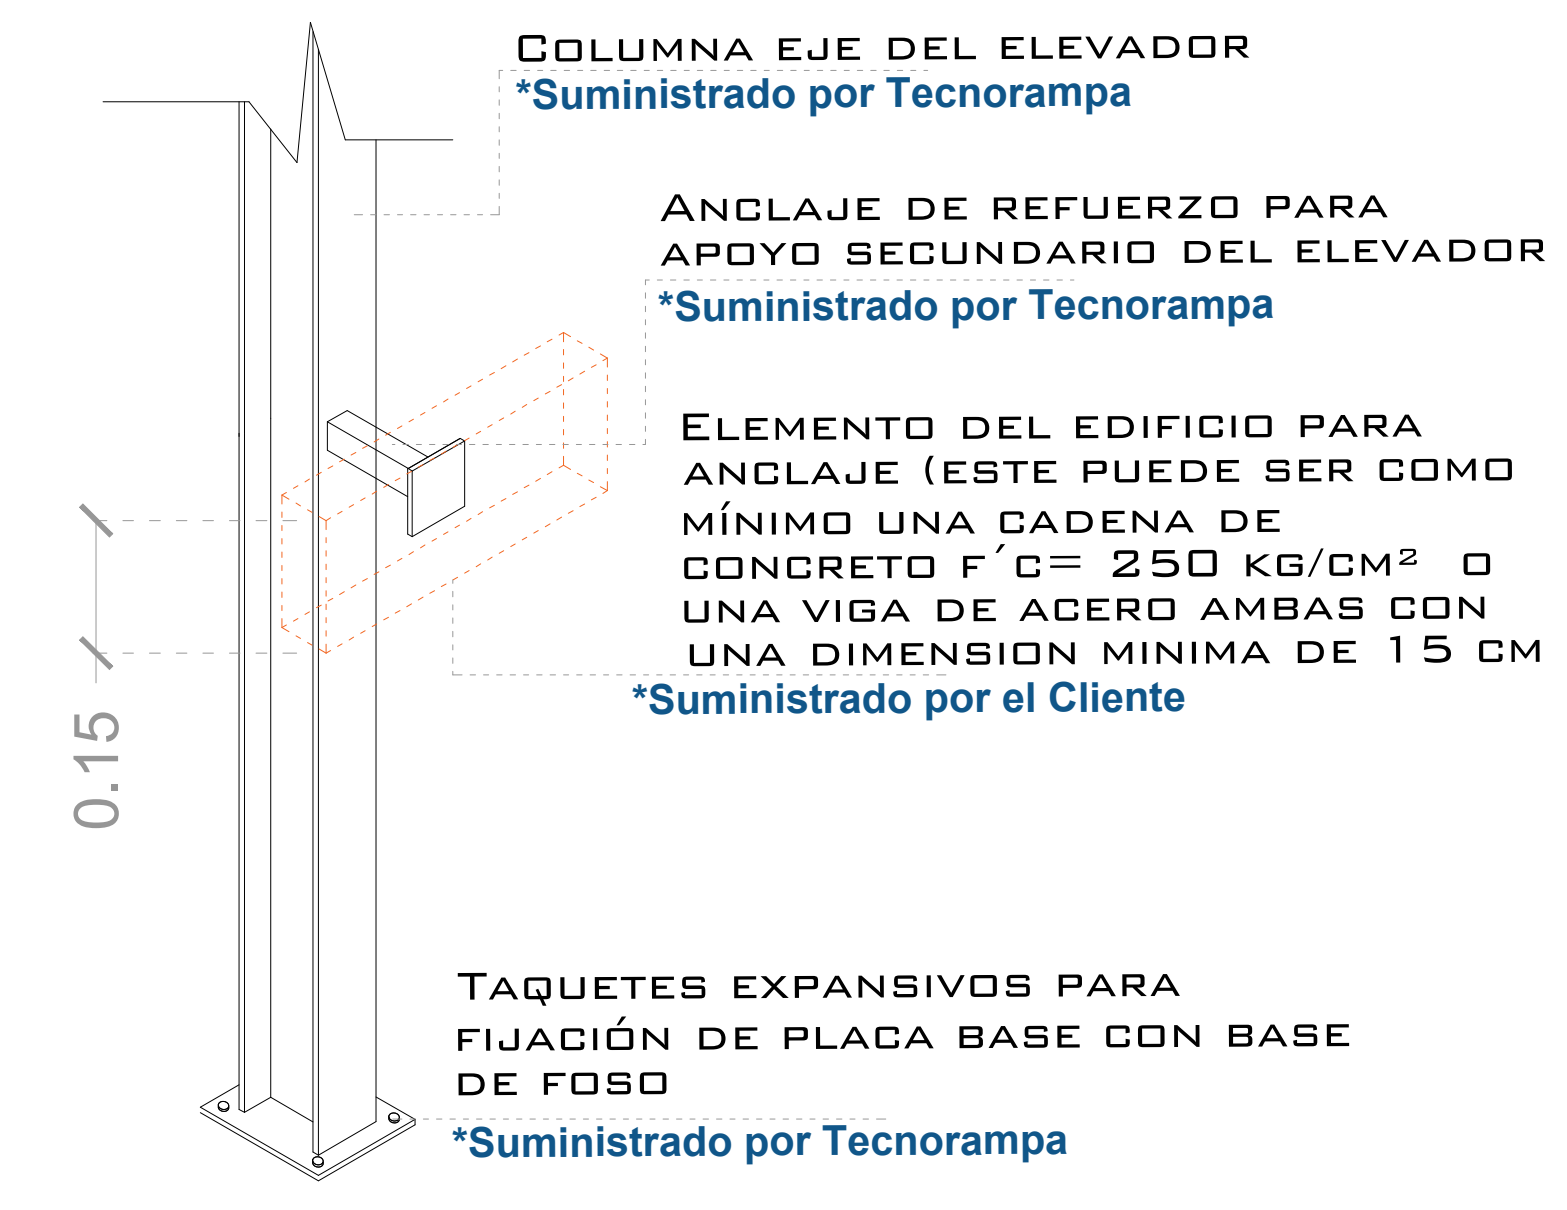 COLUMNA EJE DEL ELEVADOR
*Suministrado por Tecnorampa
ANCLAJE DE REFUERZO PARA
APOYO SECUNDARIO DEL ELEVADOR
*Suministrado por Tecnorampa
ELEMENTO DEL EDIFICIO PARA
ANCLAJE (ESTE PUEDE SER COMO
MÍNIMO UNA CADENA DE
CONCRETO F´C= 250 KG/CM² O
UNA VIGA DE ACERO AMBAS CON
UNA DIMENSION MINIMA DE 15 CM
*Suministrado por el Cliente
0.15
TAQUETES EXPANSIVOS PARA
FIJACIÓN DE PLACA BASE CON BASE
DE FOSO
*Suministrado por Tecnorampa